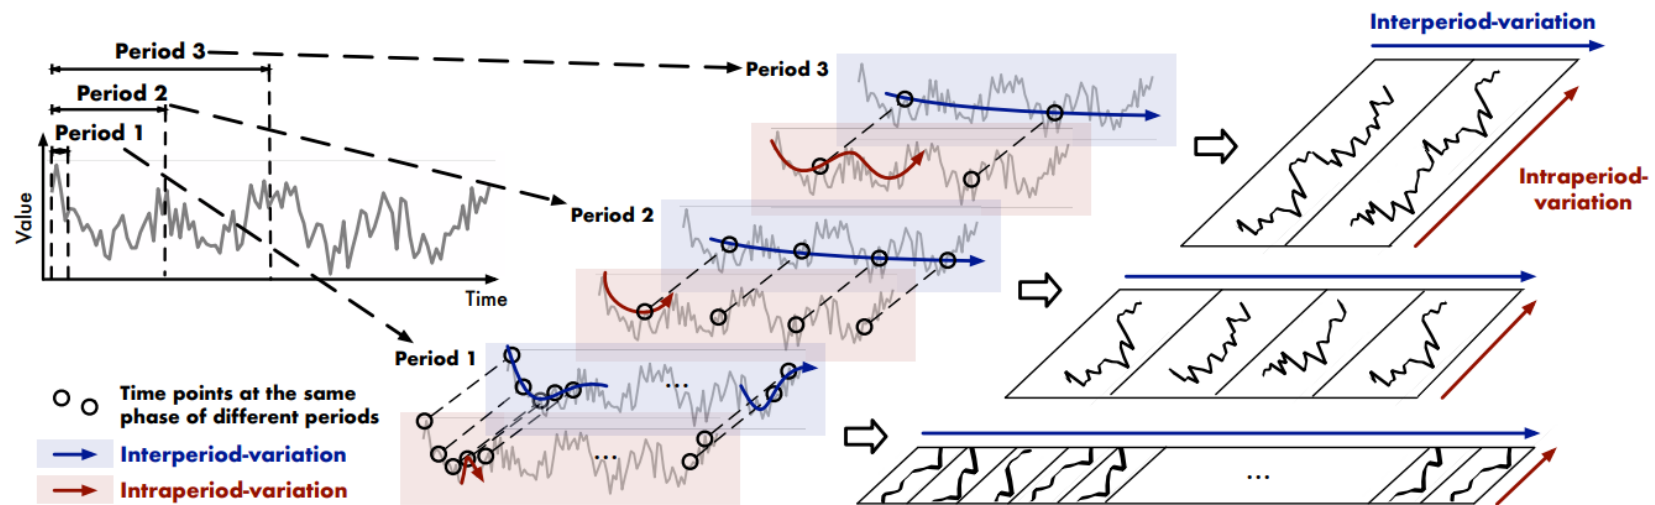 Period 3
Period 2
Period 1
Value
Time
Period 3
Period 2
Period 1
...
...
Time points at the same
phase of different periods
Interperiod-variation
Intraperiod-variation
Interperiod-variation
Intraperiod-
variation
...